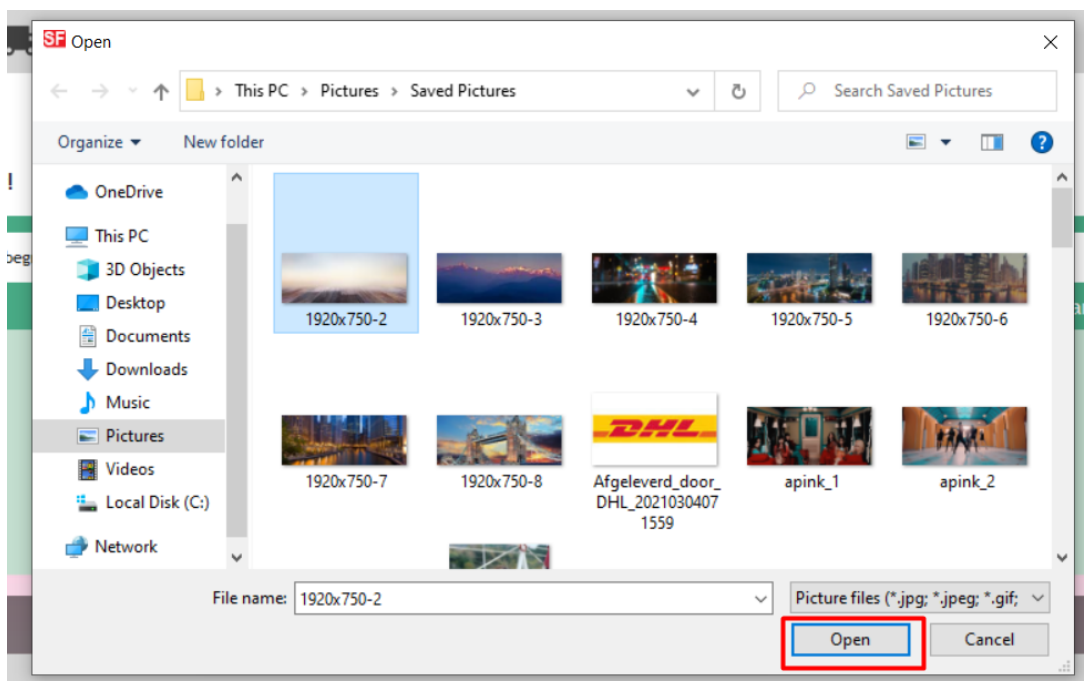 SF Open
This PC > Pictures > Saved Pictures
Search Saved Pictures
Organize
New folder
!
OneDrive
This PC
beg
3D Objects
Desktop
Documents
Downloads
Music
Pictures
Videos
Local Disk (C:)
Network
1920x750-2
1920x750-3
1920x750-4
1920x750-5
1920x750-6
1920x750-7
1920x750-8
DHL
Afgeleverd_door_
DHL_2021030407
1559
apink_1
apink_2
File name:
1920x750-2
Picture files (*.jpg; *.jpeg; *.gif;
Open
Cancel